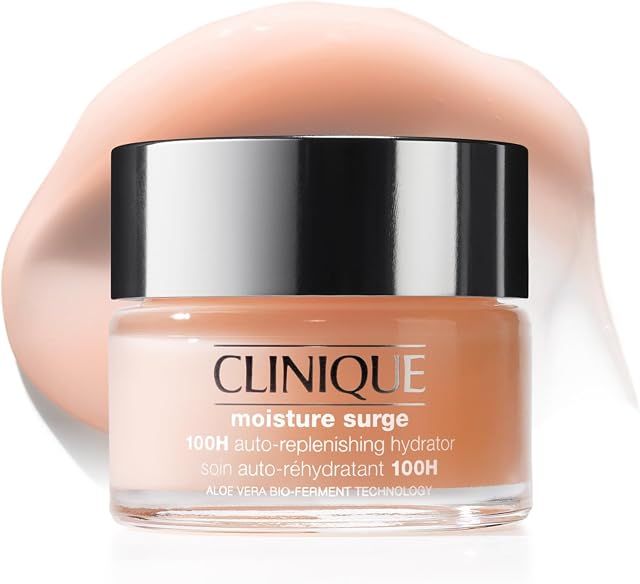 CLINIQUE
moisture surge
100H auto-replenishing hydrator
soin auto-réhydratant 100H
ALOE VERA BIO-FERMENT TECHNOLOGY